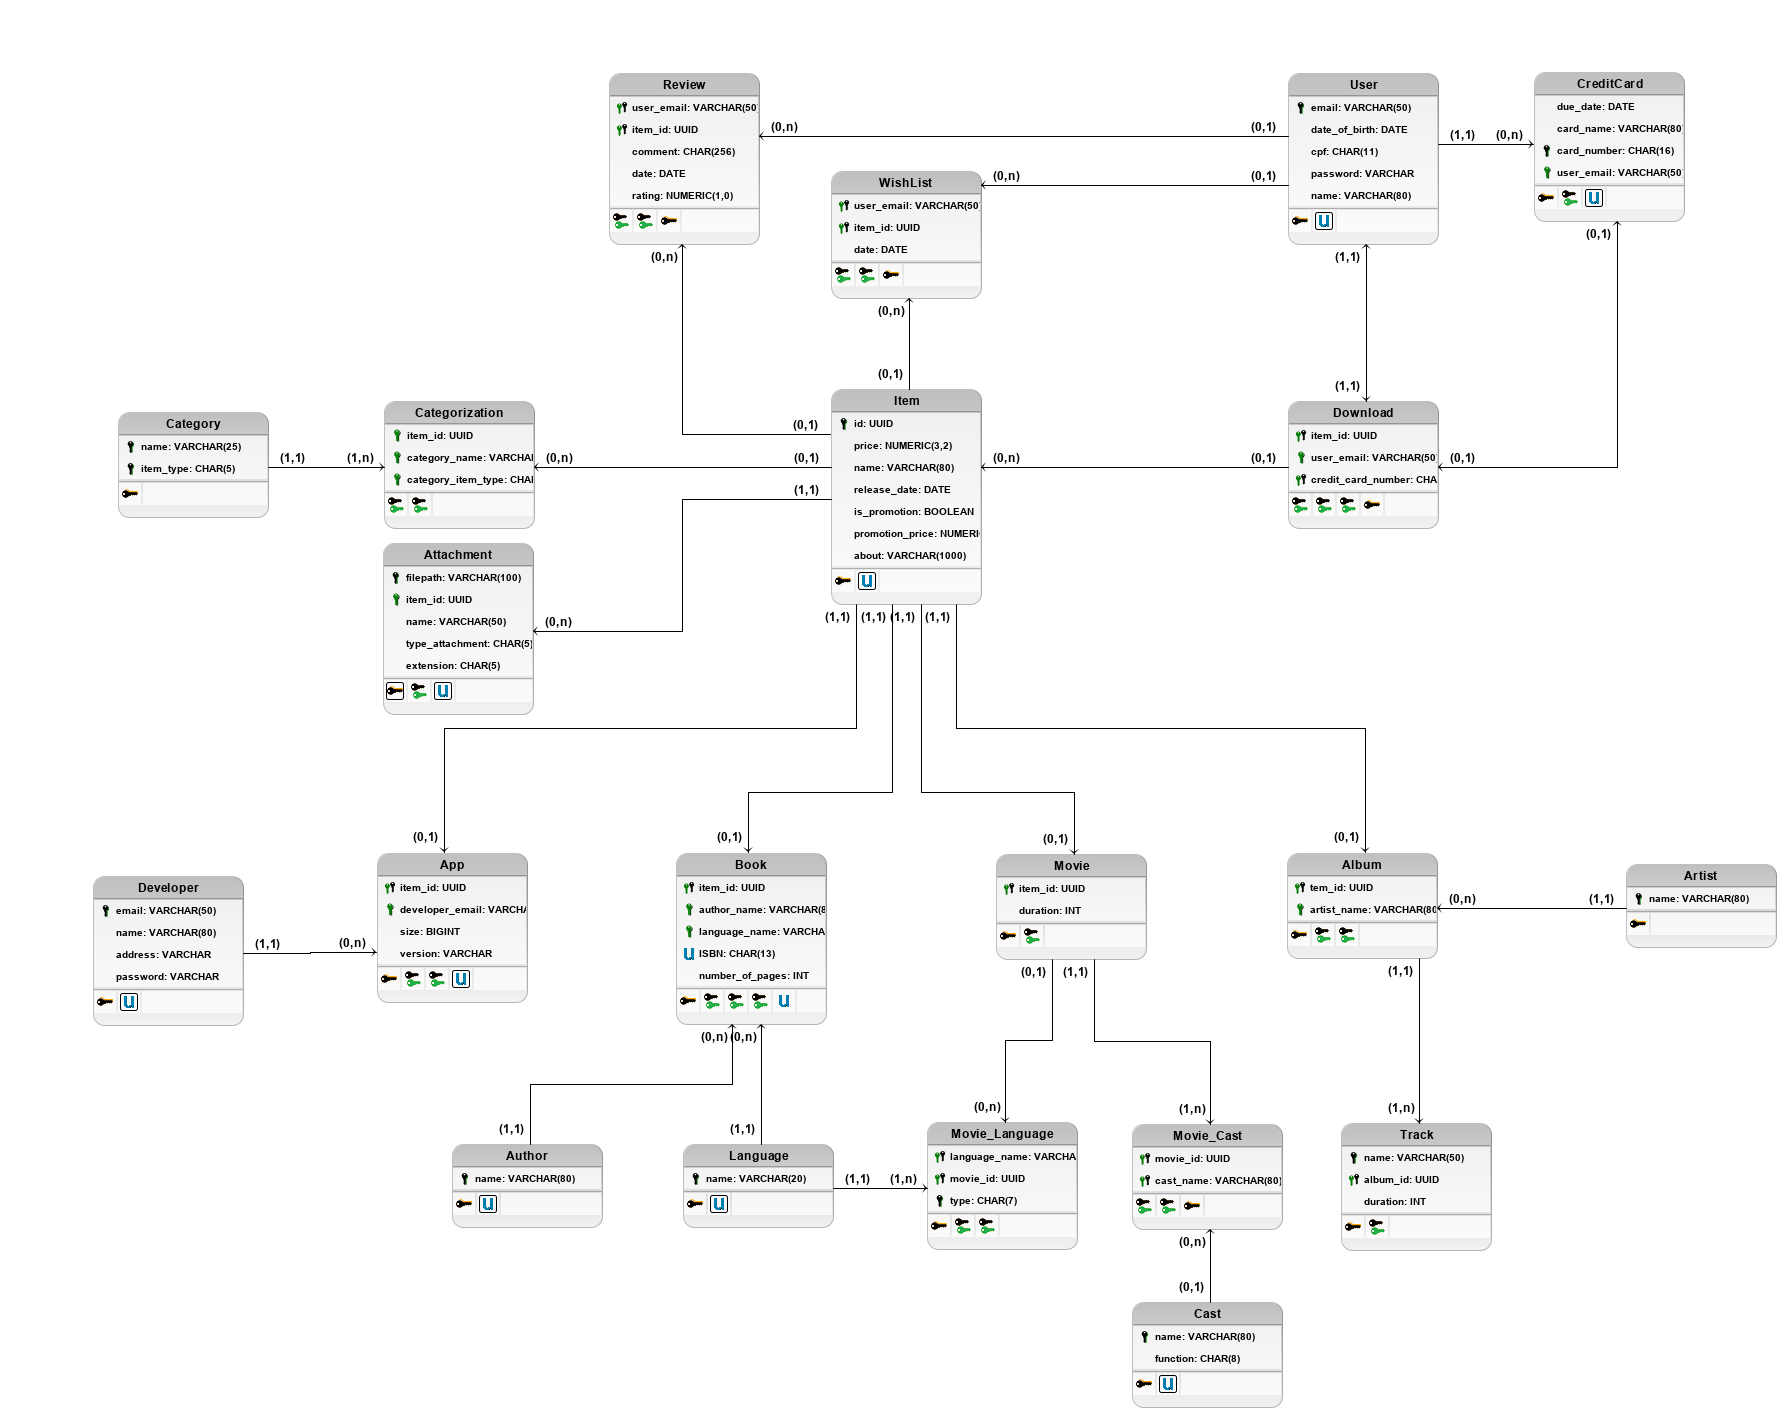 Review
user_email: VARCHAR(50)
item_id: UUID
comment: CHAR(256)
date: DATE
rating: NUMERIC(1,0)
(0,n)
(0,1)
User
email: VARCHAR(50)
date_of_birth: DATE
cpf: CHAR(11)
password: VARCHAR
name: VARCHAR(80)
U
(1,1)
(0,n)
CreditCard
due_date: DATE
card_name: VARCHAR(80)
card_number: CHAR(16)
user_email: VARCHAR(50)
U
WishList
user_email: VARCHAR(50)
item_id: UUID
date: DATE
(0,n)
(0,1)
(0,n)
(0,n)
(0,1)
(1,1)
(1,1)
(0,1)
Category
name: VARCHAR(25)
item_type: CHAR(5)
(1,1)
(1,n)
Categorization
item_id: UUID
category_name: VARCHAI
category_item_type: CHAI
(0,n)
(0,1)
(0,1)
(1,1)
Item
id: UUID
price: NUMERIC(3,2)
name: VARCHAR(80)
release_date: DATE
is_promotion: BOOLEAN
promotion_price: NUMERI
about: VARCHAR(1000)
U
(0,n)
(0,1)
Download
item_id: UUID
user_email: VARCHAR(50)
credit_card_number: CHA
(0,1)
Attachment
filepath: VARCHAR(100)
item_id: UUID
name: VARCHAR(50)
type_attachment: CHAR(5)
extension: CHAR(5)
U
(0,n)
(1,1)
(1,1)
(1,1)
(1,1)
(0,1)
(0,1)
(0,1)
(0,1)
Developer
email: VARCHAR(50)
name: VARCHAR(80)
address: VARCHAR
password: VARCHAR
U
(1,1)
(0,n)
App
item_id: UUID
developer_email: VARCHA
size: BIGINT
version: VARCHAR
U
Book
item_id: UUID
author_name: VARCHAR(8
language_name: VARCHA
U ISBN: CHAR(13)
number_of_pages: INT
U
Movie
item_id: UUID
duration: INT
Album
tem_id: UUID
artist_name: VARCHAR(80
(0,n)
(1,1)
Artist
name: VARCHAR(80)
(0,n)
(0,n)
(0,1)
(1,1)
(1,1)
(1,1)
(1,1)
(0,n)
(1,n)
(1,n)
Author
name: VARCHAR(80)
U
Language
name: VARCHAR(20)
U
(1,1)
(1,n)
Movie_Language
language_name: VARCHA
movie_id: UUID
type: CHAR(7)
Movie_Cast
movie_id: UUID
cast_name: VARCHAR(80)
Track
name: VARCHAR(50)
album_id: UUID
duration: INT
(0,n)
(0,1)
Cast
name: VARCHAR(80)
function: CHAR(8)
U